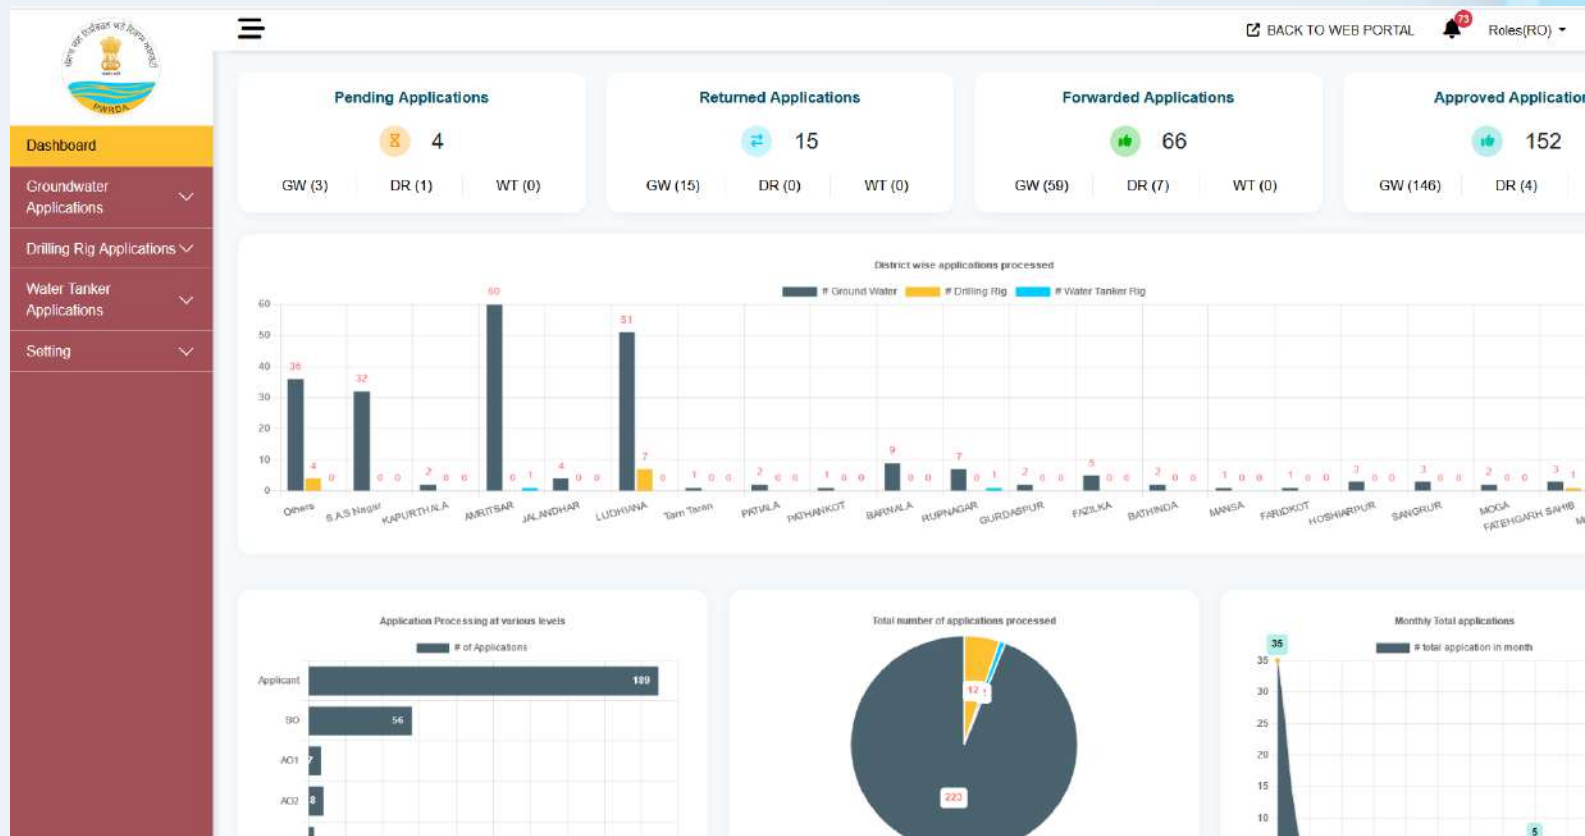 PWRDA
BACK TO WEB PORTAL
73
Roles(RO)
Dashboard
Groundwater
Applications
Drilling Rig Applications
Water Tanker
Applications
Setting
Pending Applications
4
GW (3) DR (1) WT (0)
Returned Applications
15
GW (15) DR (0) WT (0)
Forwarded Applications
66
GW (59) DR (7) WT (0)
Approved Application
152
GW (146) DR (4)
District wise applications processed
# Ground Water # Drilling Rig # Water Tanker Rig
60
50
40
30
20
10
0
36 4 0
32 0 0
2 0 0
60 0 1
4 0 0
51 7 0
1 0 0
2 0 0
1 0 0
9 0 0
7 0 1
2 0 0
5 0 0
2 0 0
1 0 0
1 0 0
3 0 0
3 0 0
2 0 0
3 1
Others
S.A.S Nagar
KAPURTHALA
AMRITSAR
JALANDHAR
LUDHIANA
Tarn Taran
PATIALA
PATHANKOT
BARNALA
RUPNAGAR
GURDASPUR
FAZILKA
BATHINDA
MANSA
FARIDKOT
HOSHIARPUR
SANGRUR
MOGA
FATEHGARH SAHIB
Application Processing at various levels
# of Applications
Applicant 189
56
AO1 7
AO2 8
Total number of applications processed
12
223
Monthly Total applications
# total appication in month
35
35
30
25
20
15
10
5